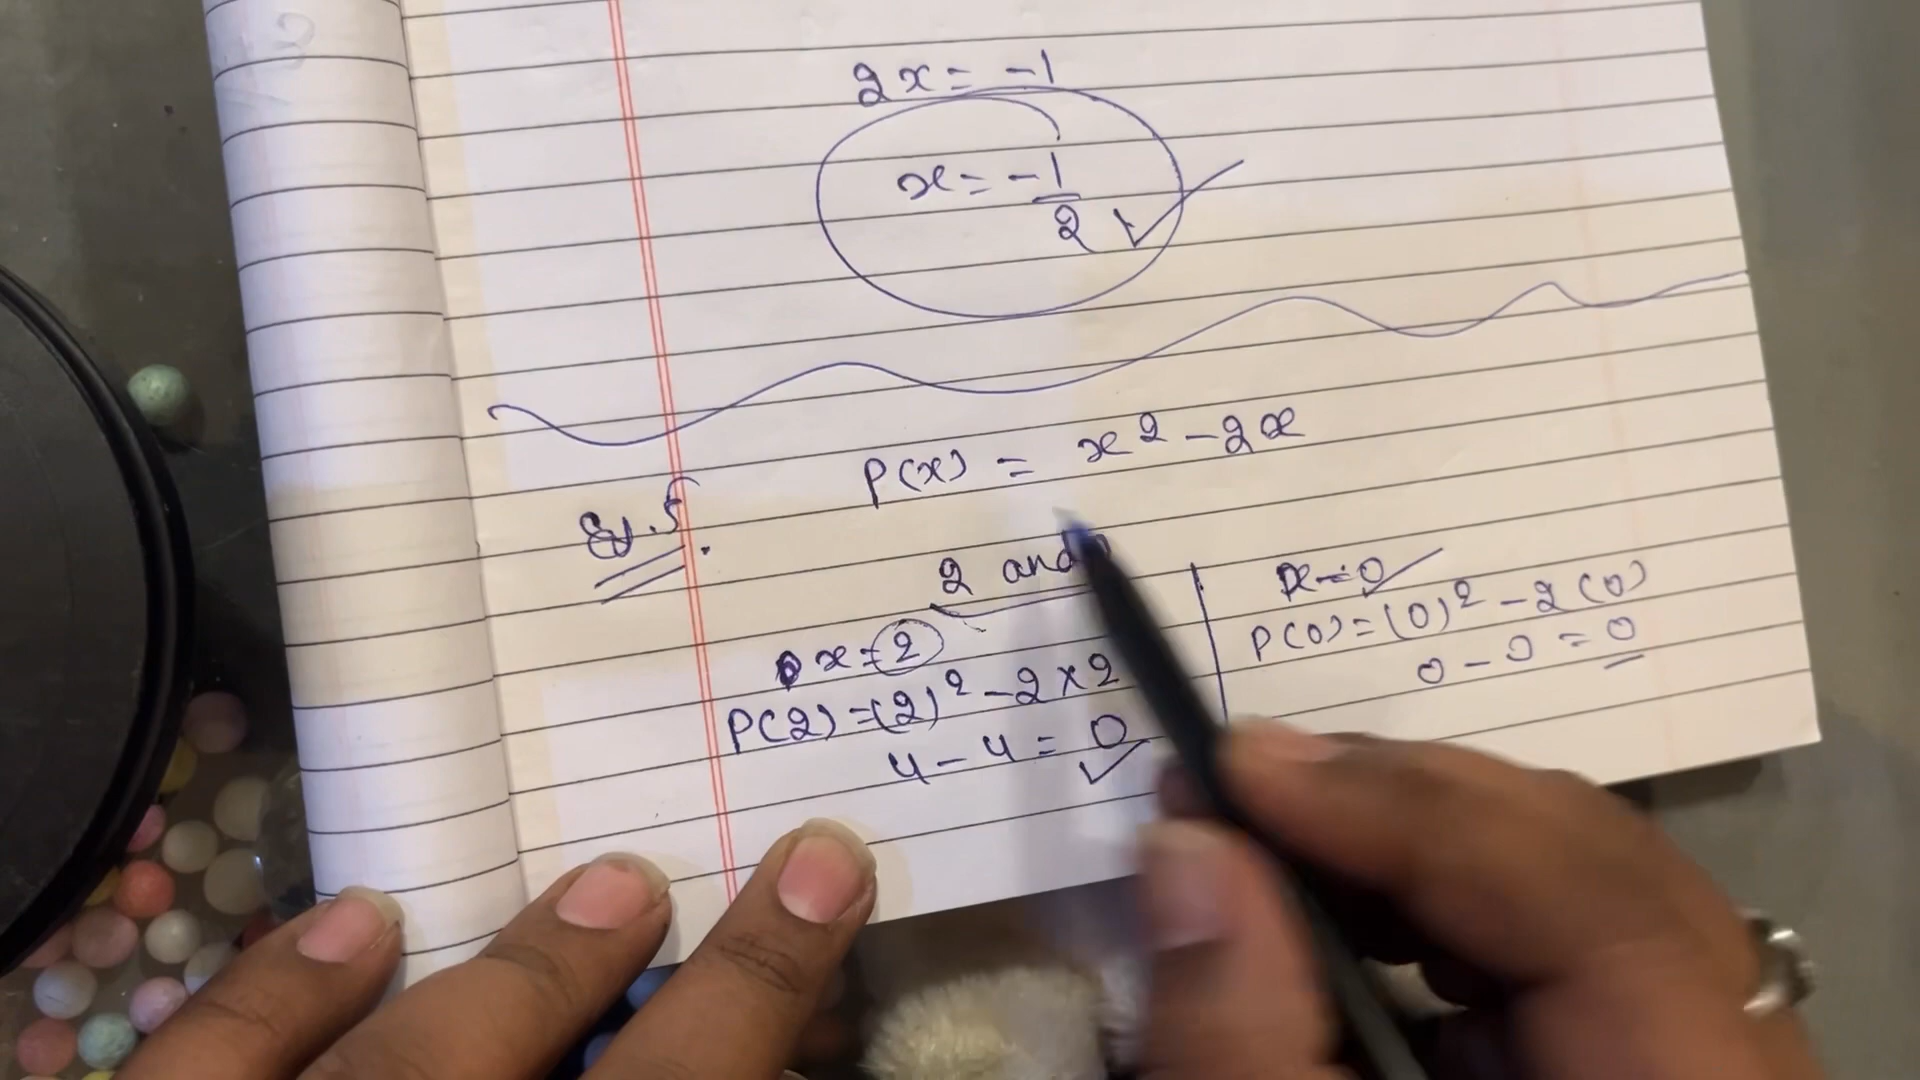 2x = -1
x = -1/2
P(x) = x² - 2x
2 and 0
x = 2
P(2) = (2)² - 2 × 2
4 - 4 = 0
x = 0
P(0) = (0)² - 2(0)
0 - 0 = 0